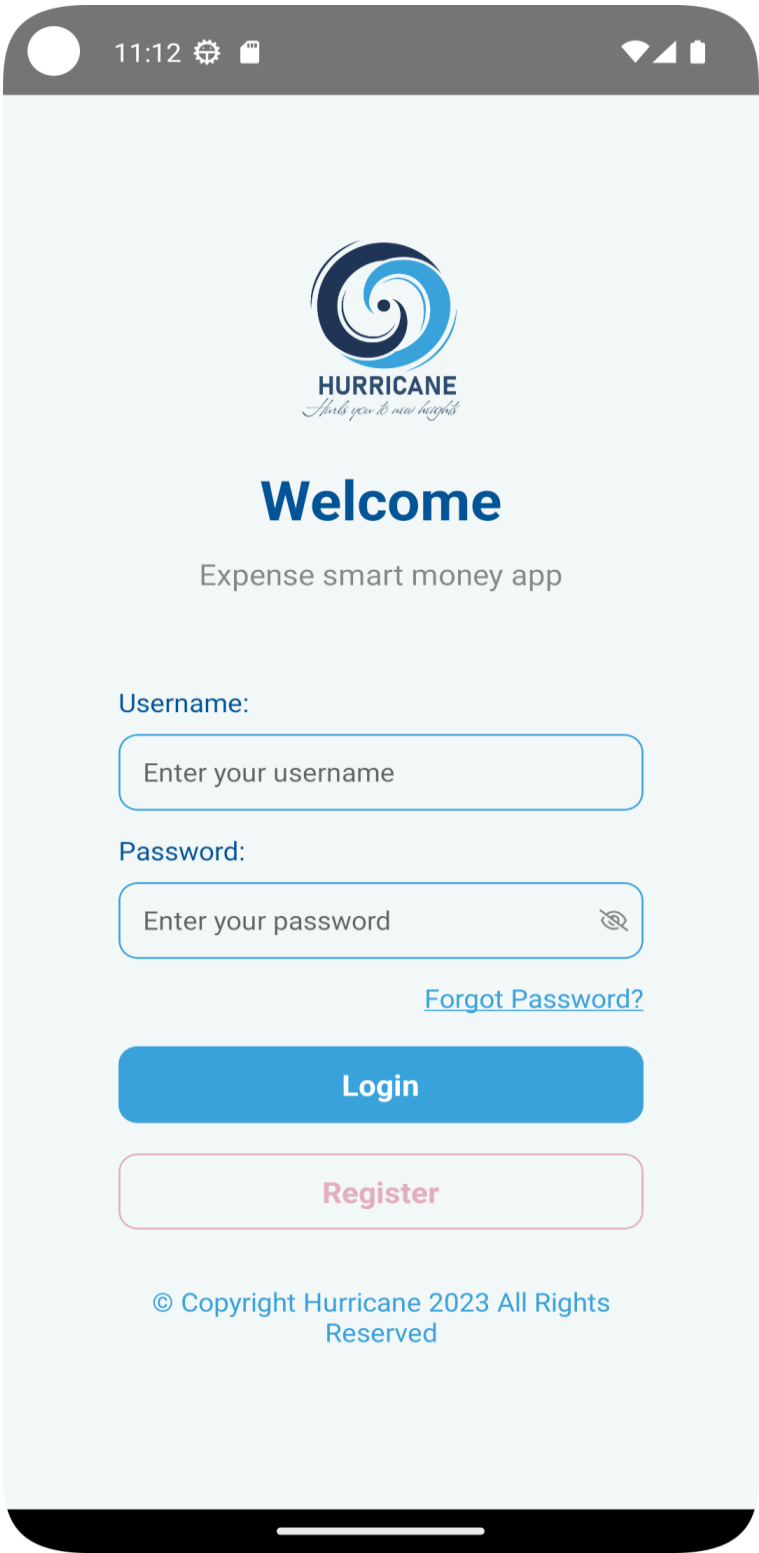 11:12
HURRICANE
Hurls you to new heights
Welcome
Expense smart money app
Username:
Enter your username
Password:
Enter your password
Forgot Password?
Login
Register
© Copyright Hurricane 2023 All Rights
Reserved